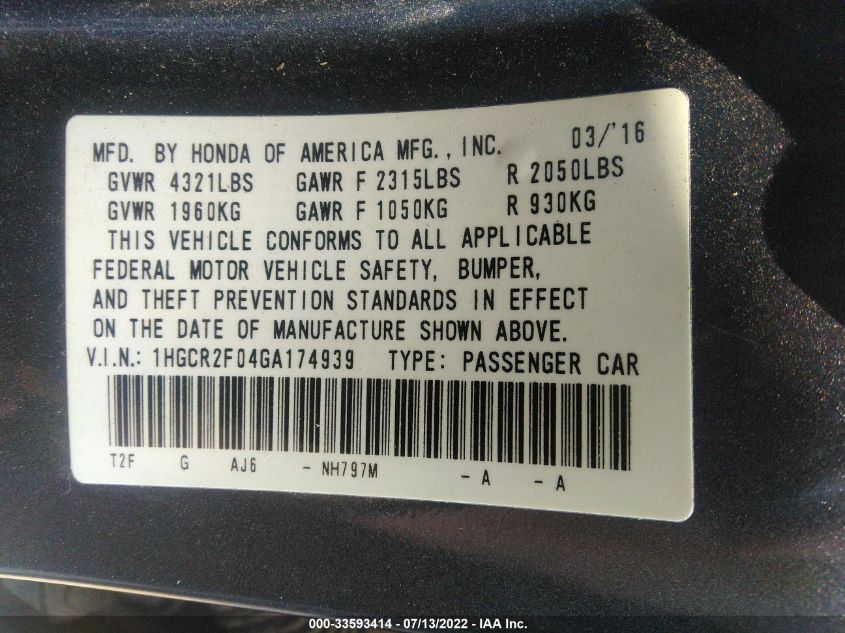 MFD. BY HONDA OF AMERICA MFG., INC. 03/'16
GVWR 4321LBS GAWR F 2315LBS R 2050LBS
GVWR 1960KG GAWR F 1050KG R 930KG
THIS VEHICLE CONFORMS TO ALL APPLICABLE
FEDERAL MOTOR VEHICLE SAFETY, BUMPER,
AND THEFT PREVENTION STANDARDS IN EFFECT
ON THE DATE OF MANUFACTURE SHOWN ABOVE.
V.I.N.: 1HGCR2F04GA174939 TYPE: PASSENGER CAR
T2F G AJ6 - NH797M - A - A
000-33593414 - 07/13/2022 - IAA Inc.